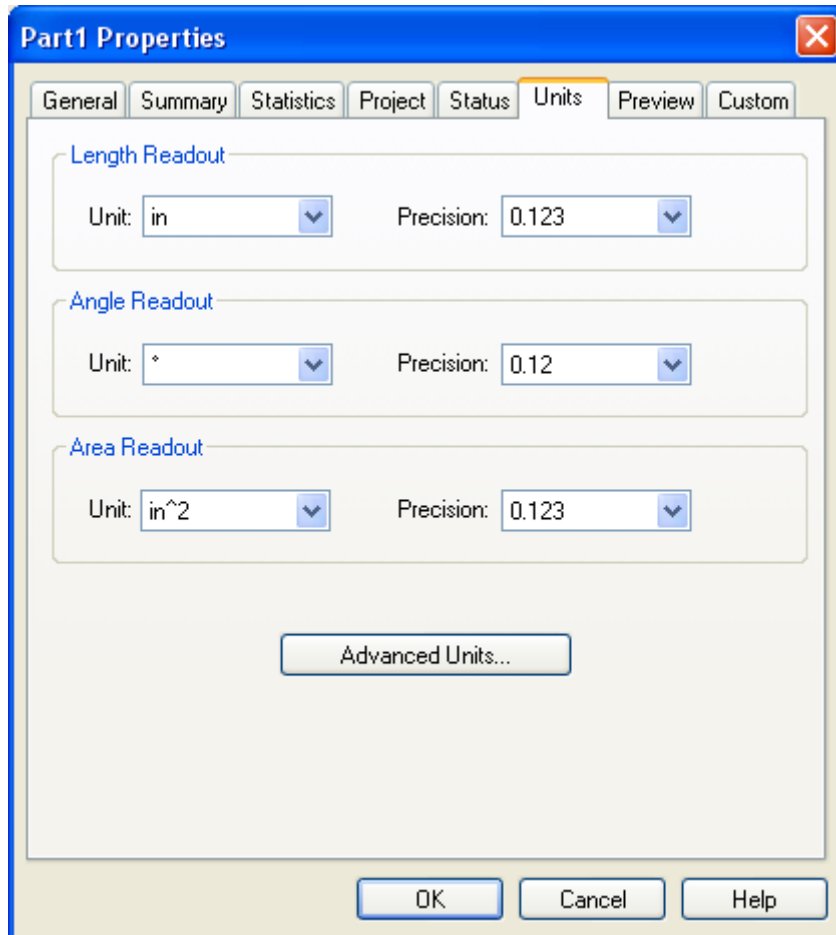 Part1 Properties
General Summary Statistics Project Status Units Preview Custom
Length Readout
Unit: in Precision: 0.123
Angle Readout
Unit: ° Precision: 0.12
Area Readout
Unit: in^2 Precision: 0.123
Advanced Units...
OK Cancel Help